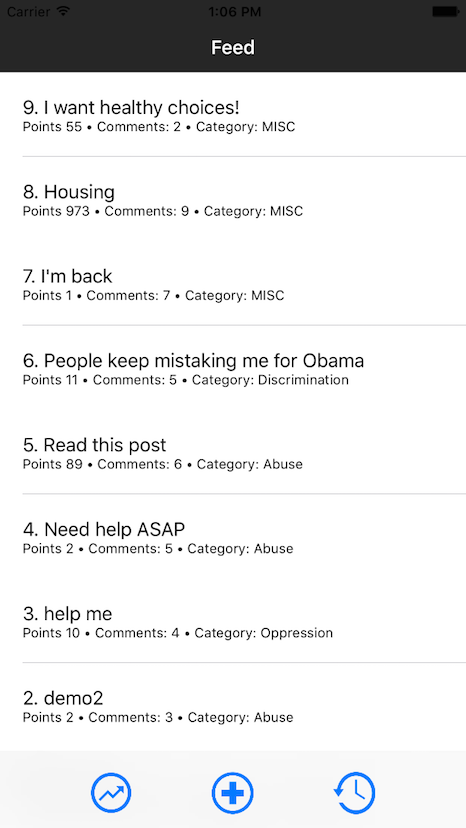 Carrier 1:06 PM
Feed
9. I want healthy choices!
Points 55 • Comments: 2 • Category: MISC
8. Housing
Points 973 • Comments: 9 • Category: MISC
7. I'm back
Points 1 • Comments: 7 • Category: MISC
6. People keep mistaking me for Obama
Points 11 • Comments: 5 • Category: Discrimination
5. Read this post
Points 89 • Comments: 6 • Category: Abuse
4. Need help ASAP
Points 2 • Comments: 5 • Category: Abuse
3. help me
Points 10 • Comments: 4 • Category: Oppression
2. demo2
Points 2 • Comments: 3 • Category: Abuse